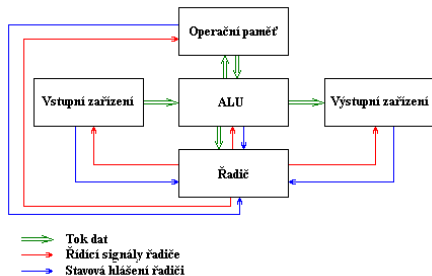 Operační paměť
Vstupní zařízení
ALU
Výstupní zařízení
Řadič
Tok dat
Řídící signály řadiče
Stavová hlášení řadiči